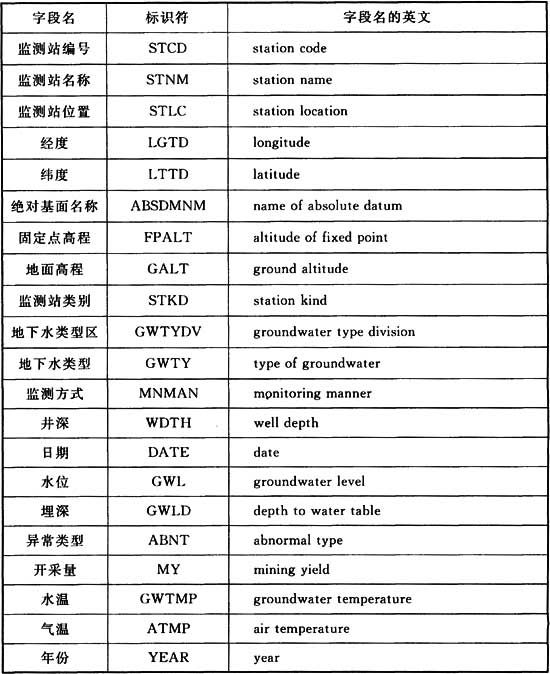 字段名 标识符 字段名的英文
监测站编号 STCD station code
监测站名称 STNM station name
监测站位置 STLC station location
经度 LGTD longitude
纬度 LTTD latitude
绝对基面名称 ABSDMNM name of absolute datum
固定点高程 FPALT altitude of fixed point
地面高程 GALT ground altitude
监测站类别 STKD station kind
地下水类型区 GWTYDV groundwater type division
地下水类型 GWTY type of groundwater
监测方式 MNMAN monitoring manner
井深 WDTH well depth
日期 DATE date
水位 GWL groundwater level
埋深 GWLD depth to water table
异常类型 ABNT abnormal type
开采量 MY mining yield
水温 GWTMP groundwater temperature
气温 ATMP air temperature
年份 YEAR year